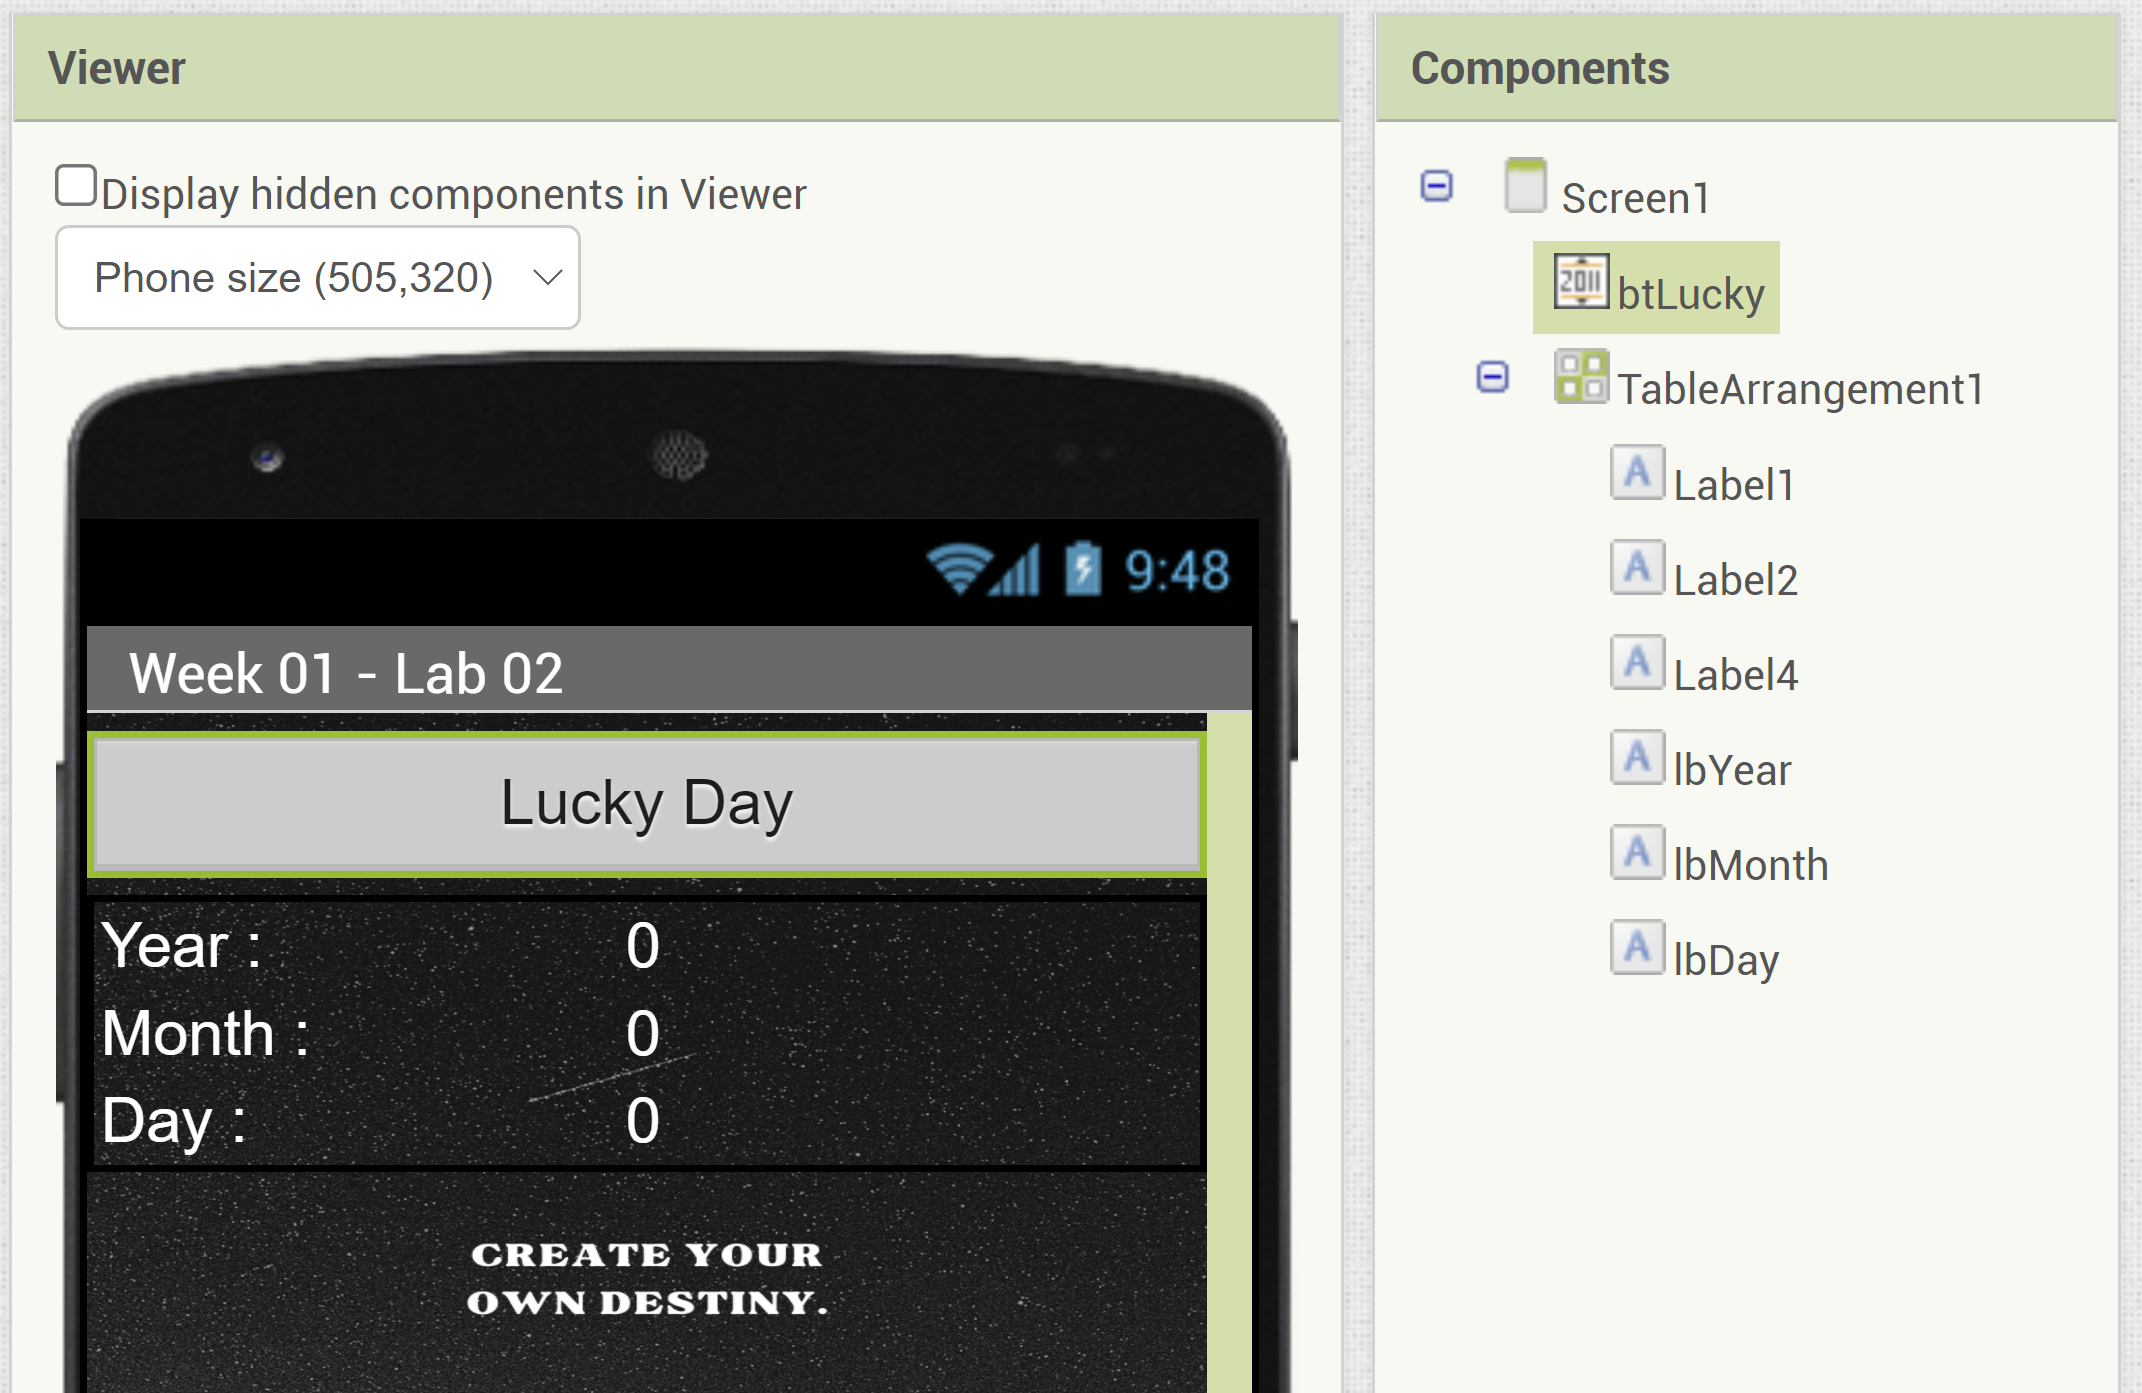 Viewer
Display hidden components in Viewer
Phone size (505,320)
9:48
Week 01 - Lab 02
Lucky Day
Year : 0
Month : 0
Day : 0
CREATE YOUR
OWN DESTINY.
Components
Screen1
2011 btLucky
TableArrangement1
A Label1
A Label2
A Label4
A lbYear
A lbMonth
A lbDay